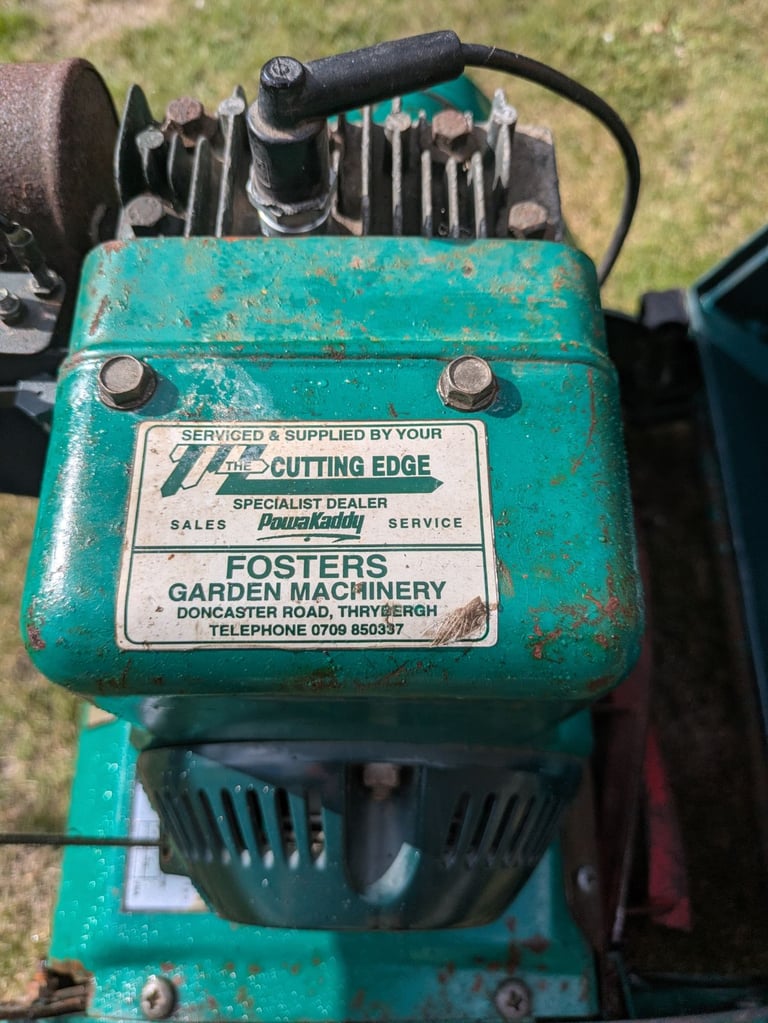 SERVICED & SUPPLIED BY YOUR
THE CUTTING EDGE
SPECIALIST DEALER
SALES PowaKaddy SERVICE
FOSTERS
GARDEN MACHINERY
DONCASTER ROAD, THRYBERGH
TELEPHONE 0709 850337